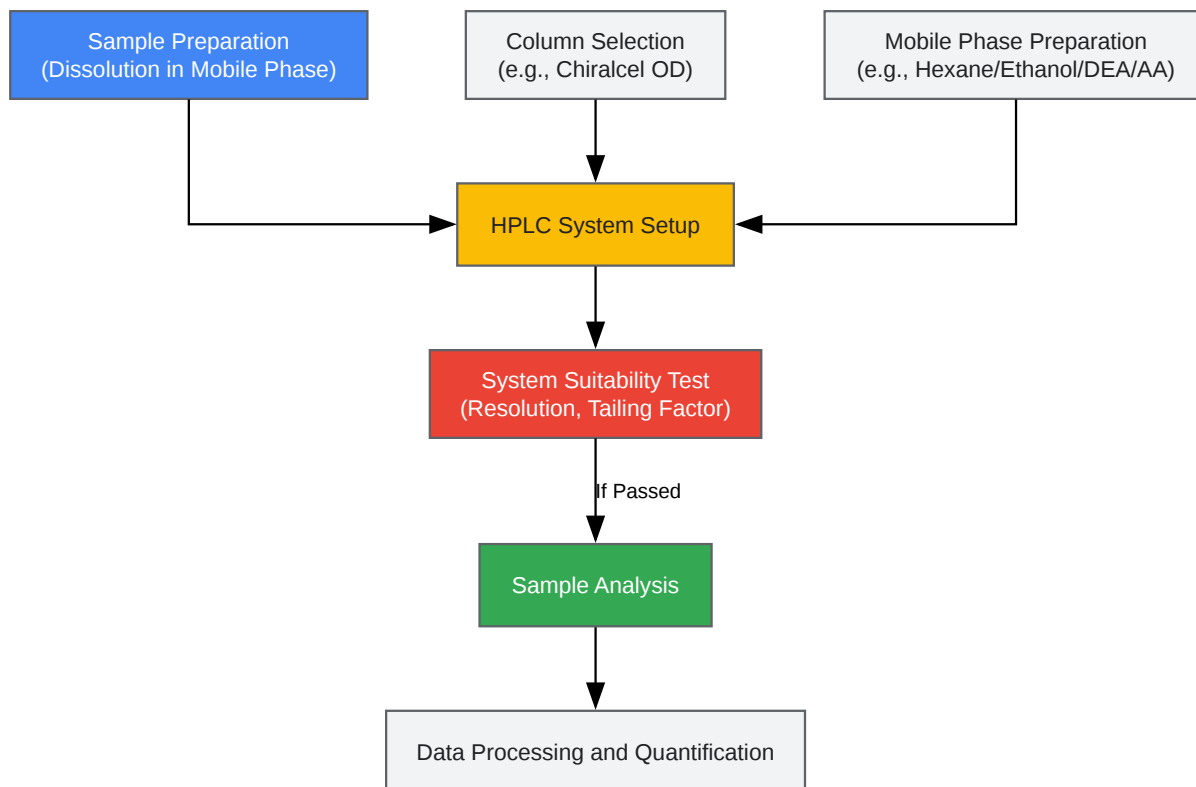 Sample Preparation
(Dissolution in Mobile Phase)
Column Selection
(e.g., Chiralcel OD)
Mobile Phase Preparation
(e.g., Hexane/Ethanol/DEA/AA)
HPLC System Setup
System Suitability Test
(Resolution, Tailing Factor)
If Passed
Sample Analysis
Data Processing and Quantification